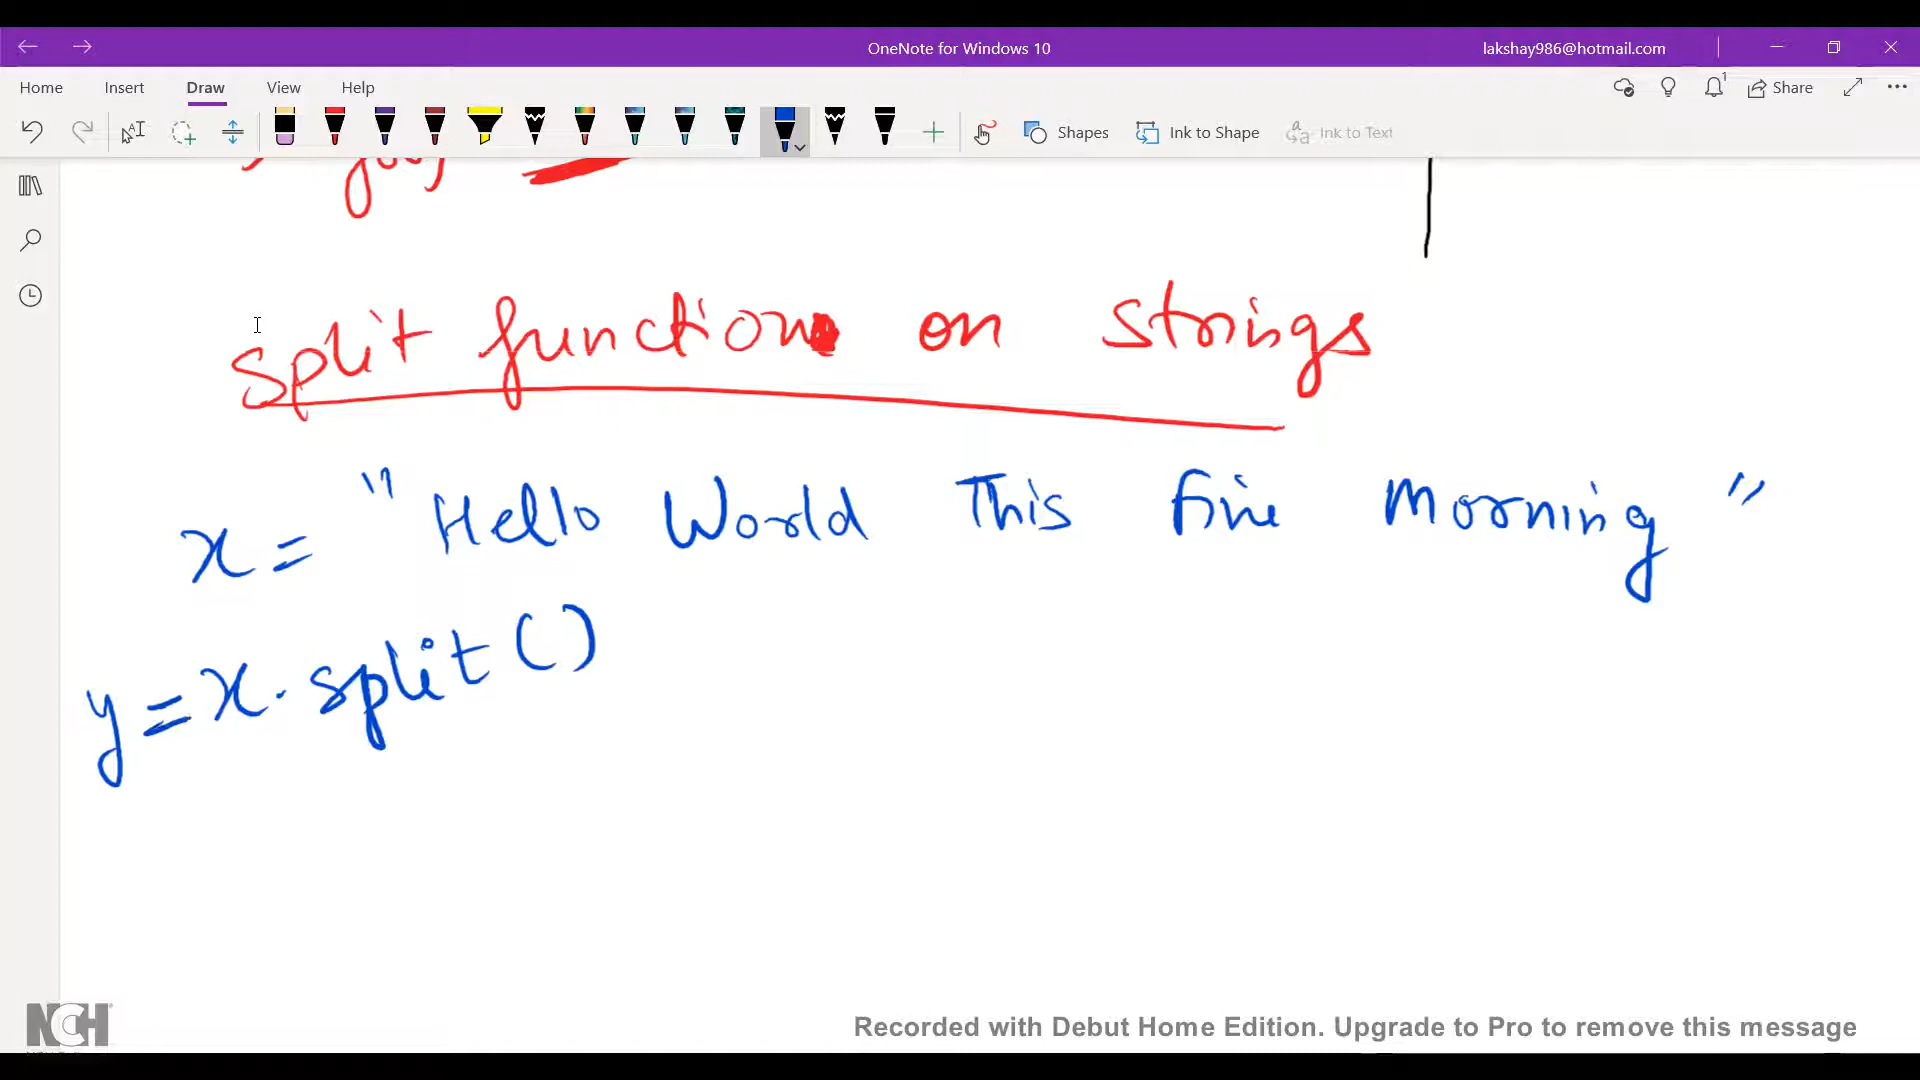 OneNote for Windows 10
lakshay986@hotmail.com
Home Insert Draw View Help
1
Share
Shapes Ink to Shape Ink to Text
split function on strings
x = "Hello World This Fine Morning"
y = x.split()
NCH
Recorded with Debut Home Edition. Upgrade to Pro to remove this message